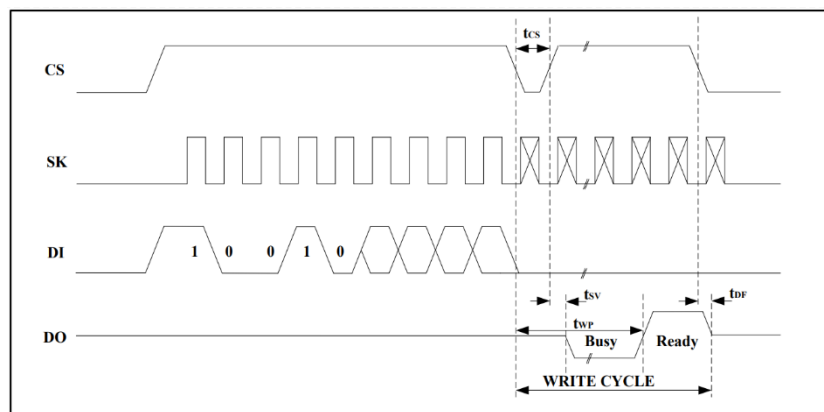 tCS
CS
SK
DI
1 0 0 1 0
tSV
tDF
tWP
DO
Busy
Ready
WRITE CYCLE